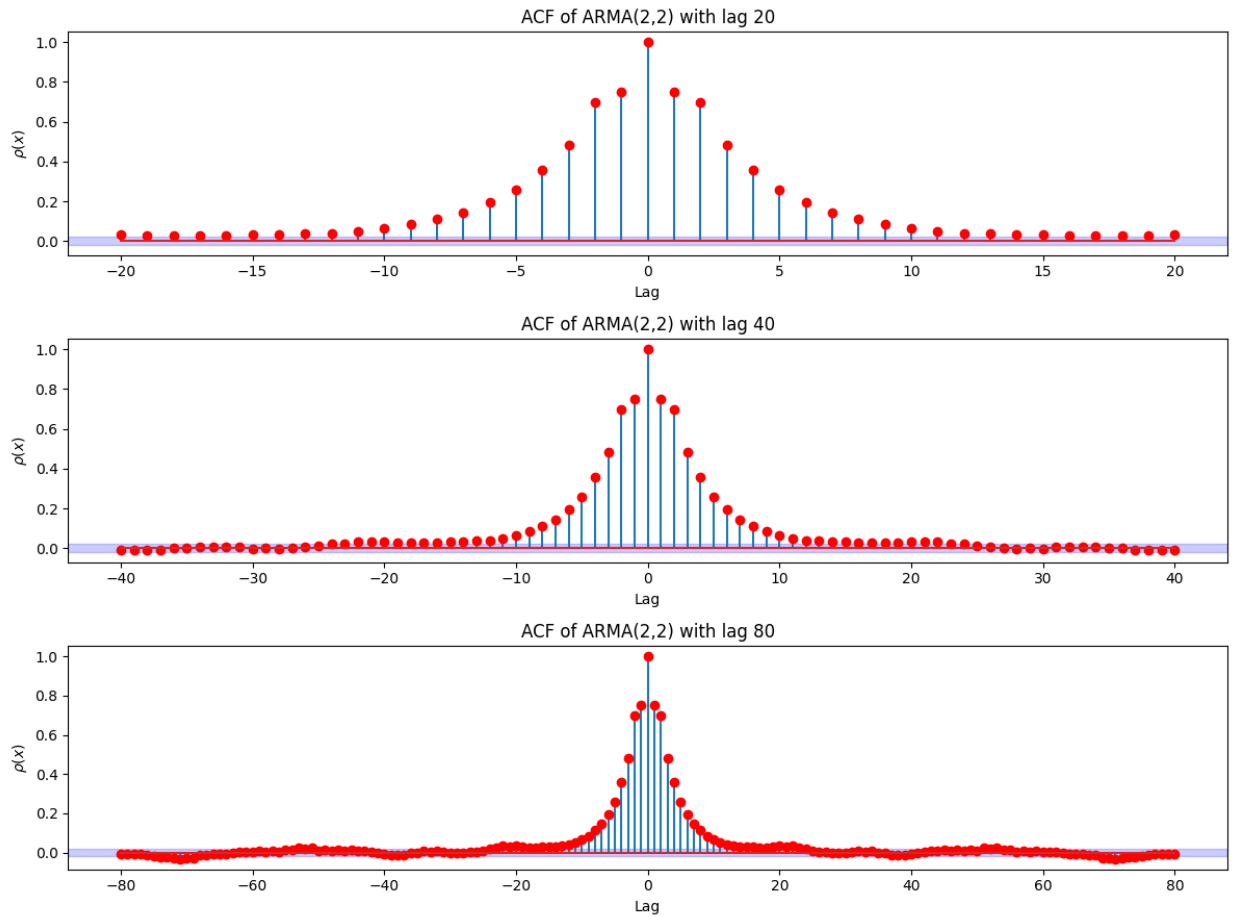 ACF of ARMA(2,2) with lag 20
1.0
0.8
0.6
0.4
0.2
0.0
ρ(x)
−20 −15 −10 −5 0 5 10 15 20
Lag
ACF of ARMA(2,2) with lag 40
1.0
0.8
0.6
0.4
0.2
0.0
ρ(x)
−40 −30 −20 −10 0 10 20 30 40
Lag
ACF of ARMA(2,2) with lag 80
1.0
0.8
0.6
0.4
0.2
0.0
ρ(x)
−80 −60 −40 −20 0 20 40 60 80
Lag